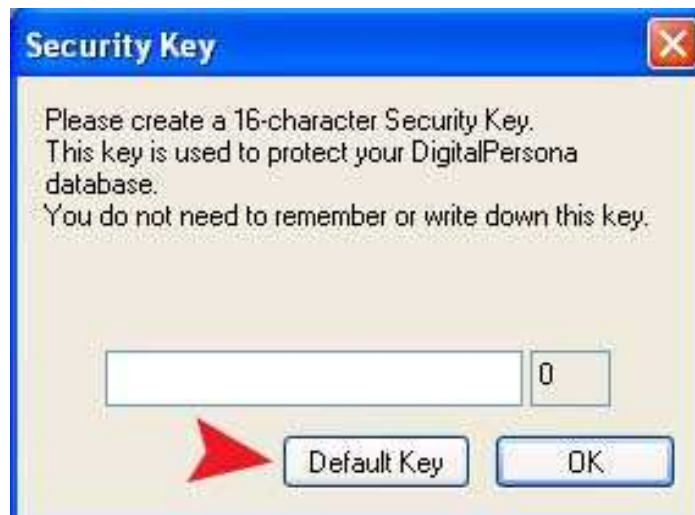 Security Key
Please create a 16-character Security Key.
This key is used to protect your DigitalPersona
database.
You do not need to remember or write down this key.
0
Default Key OK